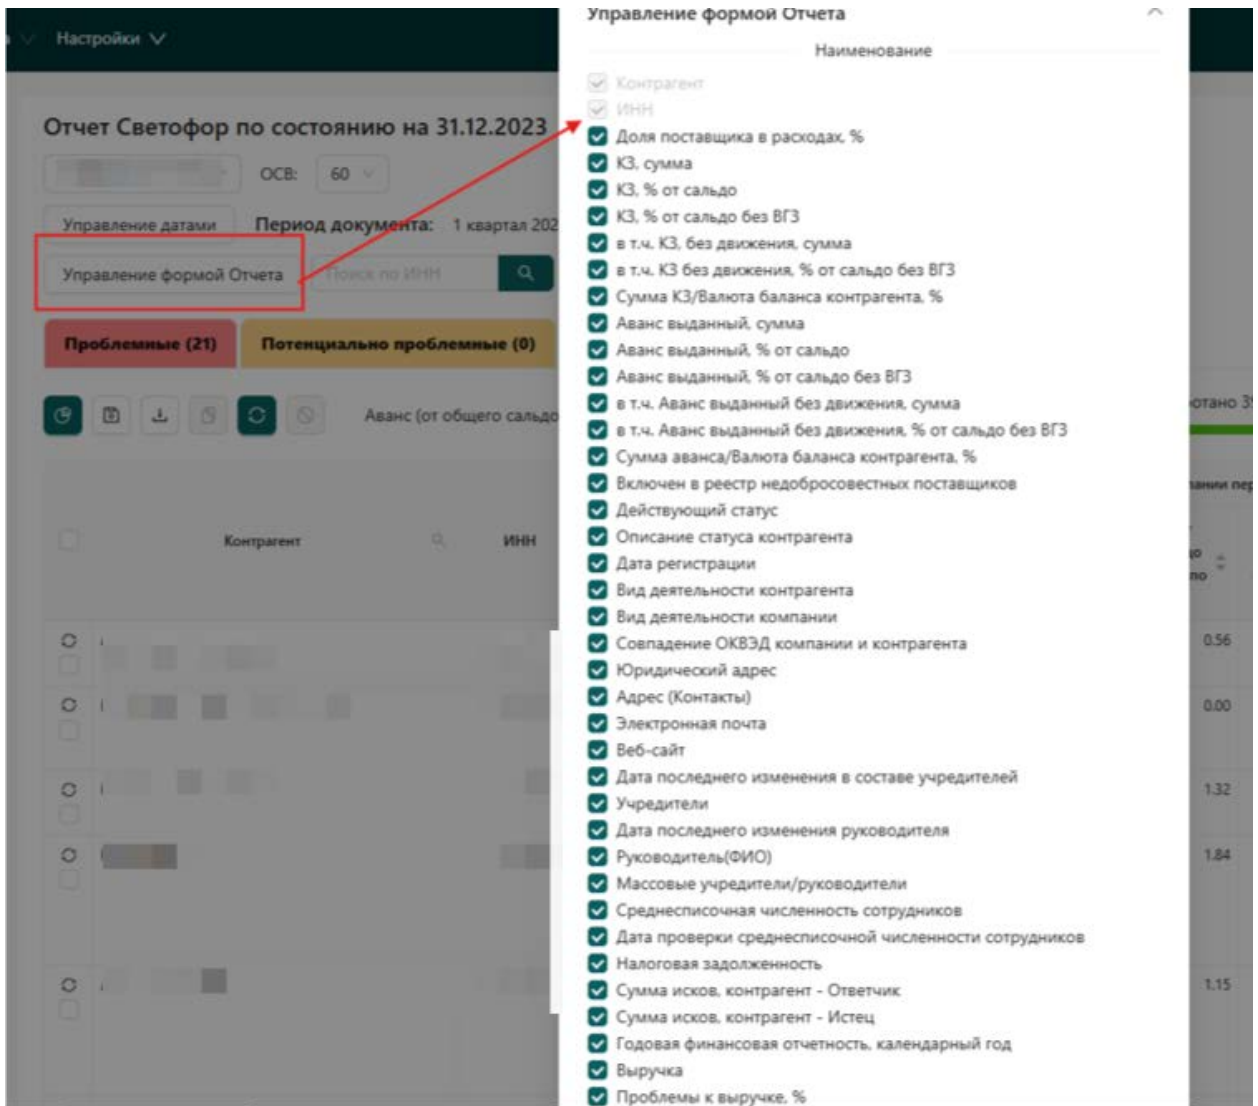 Настройки
Отчет Светофор по состоянию на 31.12.2023
ОСВ: 60
Управление датами Период документа: 1 квартал 202
Управление формой Отчета Поиск по ИНН
Проблемные (21) Потенциально проблемные (0)
Аванс (от общего сальдо
Контрагент ИНН
Управление формой Отчета
Наименование
Контрагент
ИНН
Доля поставщика в расходах, %
КЗ, сумма
КЗ, % от сальдо
КЗ, % от сальдо без ВГЗ
в т.ч. КЗ, без движения, сумма
в т.ч. КЗ без движения, % от сальдо без ВГЗ
Сумма КЗ/Валюта баланса контрагента, %
Аванс выданный, сумма
Аванс выданный, % от сальдо
Аванс выданный, % от сальдо без ВГЗ
в т.ч. Аванс выданный без движения, сумма
в т.ч. Аванс выданный без движения, % от сальдо без ВГЗ
Сумма аванса/Валюта баланса контрагента, %
Включен в реестр недобросовестных поставщиков
Действующий статус
Описание статуса контрагента
Дата регистрации
Вид деятельности контрагента
Вид деятельности компании
Совпадение ОКВЭД компании и контрагента
Юридический адрес
Адрес (Контакты)
Электронная почта
Веб-сайт
Дата последнего изменения в составе учредителей
Учредители
Дата последнего изменения руководителя
Руководитель(ФИО)
Массовые учредители/руководители
Среднесписочная численность сотрудников
Дата проверки среднесписочной численности сотрудников
Налоговая задолженность
Сумма исков, контрагент - Ответчик
Сумма исков, контрагент - Истец
Годовая финансовая отчетность, календарный год
Выручка
Проблемы к выручке, %
отано 39
ании пер
до
по
0.56
0.00
1.32
1.84
1.15